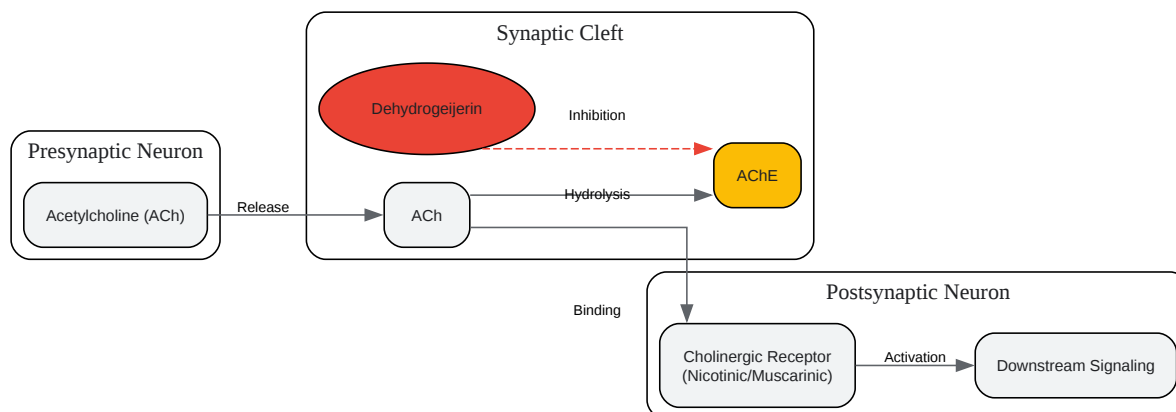 Synaptic Cleft
Dehydrogeijerin
Inhibition
Presynaptic Neuron
AChE
Acetylcholine (ACh)
Release
ACh
Hydrolysis
Postsynaptic Neuron
Binding
Cholinergic Receptor
(Nicotinic/Muscarinic)
Activation
Downstream Signaling